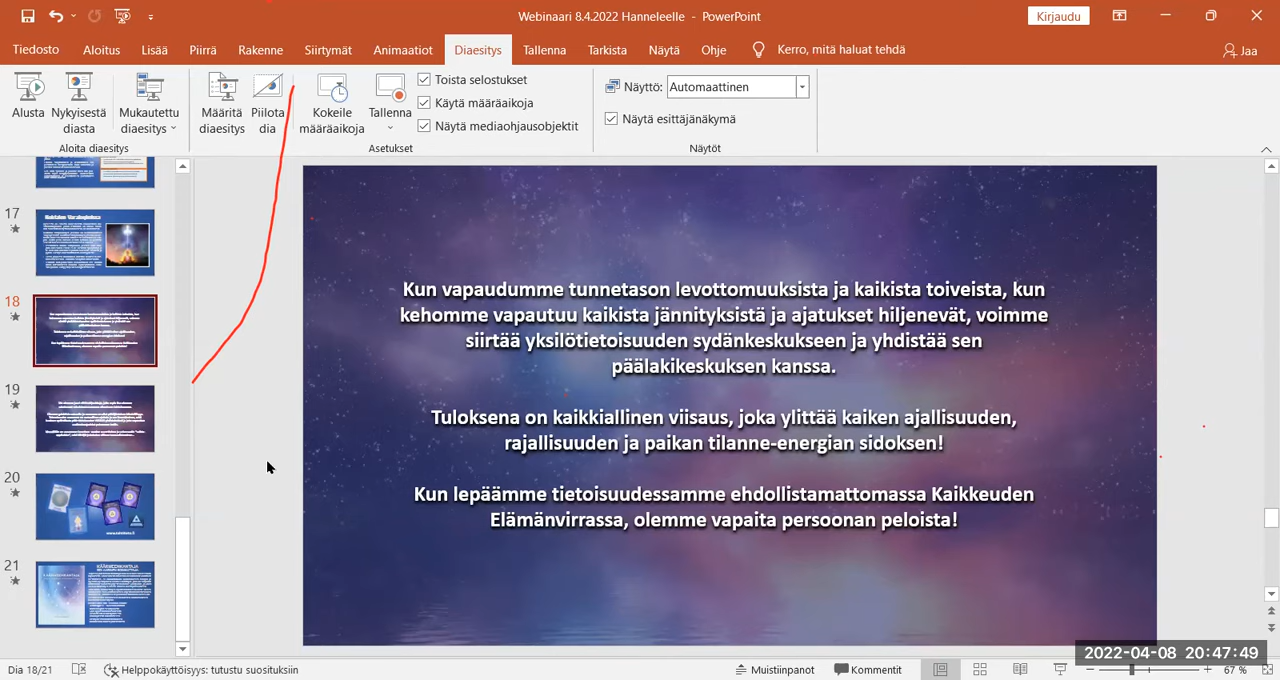 Webinaari 8.4.2022 Hanneleelle - PowerPoint
Kirjaudu
Tiedosto Aloitus Lisää Piirrä Rakenne Siirtymät Animaatiot Diaesitys Tallenna Tarkista Näytä Ohje Kerro, mitä haluat tehdä Jaa
Alusta
Nykyisestä
diasta
Mukautettu
diaesitys
Aloita diaesitys
Määritä
diaesitys
Piilota
dia
Kokeile
määräaikoja
Tallenna
Toista selostukset
Käytä määräaikoja
Näytä mediaohjausobjektit
Asetukset
Näyttö: Automaattinen
Näytä esittäjänäkymä
Näytöt
17
18
19
20
21
KÄÄNNEDIKANTAJA
Kun vapaudumme tunnetason levottomuuksista ja kaikista toiveista, kun
kehomme vapautuu kaikista jännityksistä ja ajatukset hiljenevät, voimme
siirtää yksilötietoisuuden sydänkeskukseen ja yhdistää sen
päälakikeskuksen kanssa.
Tuloksena on kaikkiallinen viisaus, joka ylittää kaiken ajallisuuden,
rajallisuuden ja paikan tilanne-energian sidoksen!
Kun lepäämme tietoisuudessamme ehdollistamattomassa Kaikkeuden
Elämänvirrassa, olemme vapaita persoonan peloista!
2022-04-08 20:47:49
Dia 18/21 Helppokäyttöisyys: tutustu suosituksiin Muistiinpanot Kommentit 67 %